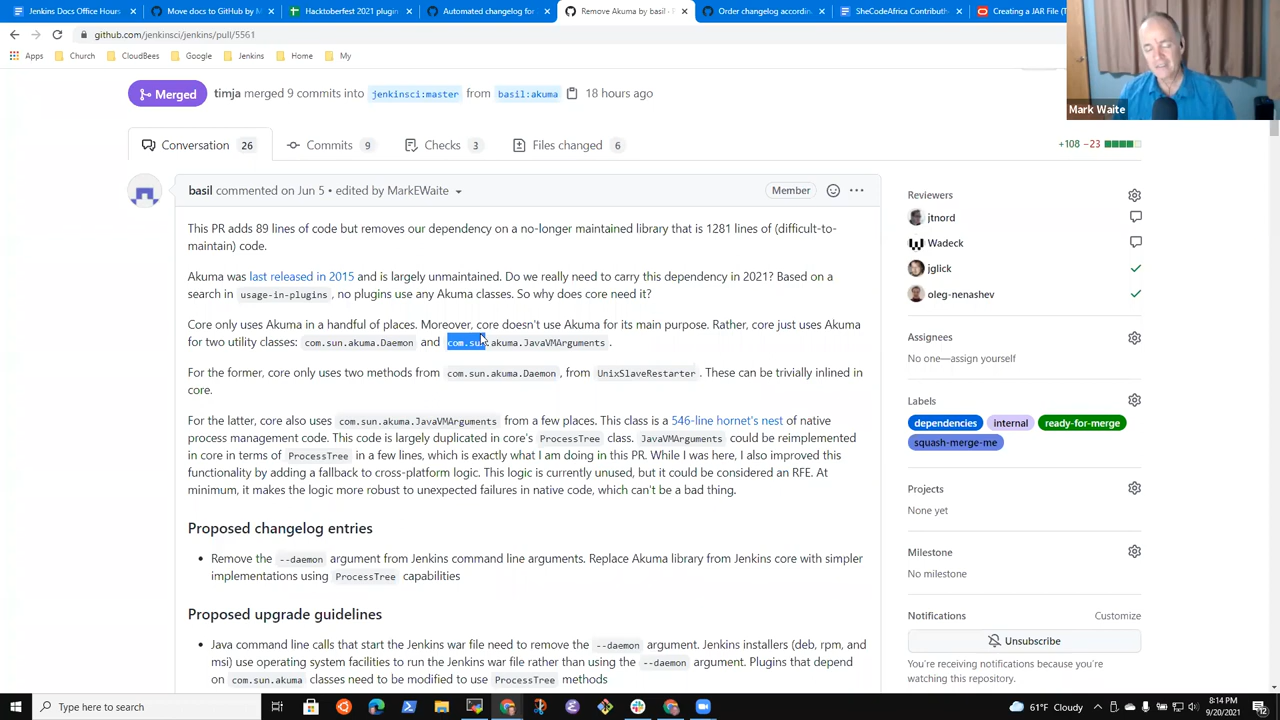 Jenkins Docs Office Hours
Move docs to GitHub by M
Hacktoberfest 2021 plugin
Automated changelog for
Remove Akuma by basil
Order changelog accordin
SheCodeAfrica Contributh
Creating a JAR File (T
github.com/jenkinsci/jenkins/pull/5561
Apps
Church
CloudBees
Google
Jenkins
Home
My
Mark Waite
Merged
timja merged 9 commits into jenkinsci:master from basil:akuma 18 hours ago
Conversation 26
Commits 9
Checks 3
Files changed 6
+108 −23
basil commented on Jun 5 • edited by MarkEWaite
Member
This PR adds 89 lines of code but removes our dependency on a no-longer maintained library that is 1281 lines of (difficult-to-
maintain) code.
Akuma was last released in 2015 and is largely unmaintained. Do we really need to carry this dependency in 2021? Based on a
search in usage-in-plugins, no plugins use any Akuma classes. So why does core need it?
Core only uses Akuma in a handful of places. Moreover, core doesn't use Akuma for its main purpose. Rather, core just uses Akuma
for two utility classes: com.sun.akuma.Daemon and com.sun.akuma.JavaVMArguments.
For the former, core only uses two methods from com.sun.akuma.Daemon, from UnixSlaveRestarter. These can be trivially inlined in
core.
For the latter, core also uses com.sun.akuma.JavaVMArguments from a few places. This class is a 546-line hornet's nest of native
process management code. This code is largely duplicated in core's ProcessTree class. JavaVMArguments could be reimplemented
in core in terms of ProcessTree in a few lines, which is exactly what I am doing in this PR. While I was here, I also improved this
functionality by adding a fallback to cross-platform logic. This logic is currently unused, but it could be considered an RFE. At
minimum, it makes the logic more robust to unexpected failures in native code, which can't be a bad thing.
Proposed changelog entries
• Remove the --daemon argument from Jenkins command line arguments. Replace Akuma library from Jenkins core with simpler
implementations using ProcessTree capabilities
Proposed upgrade guidelines
• Java command line calls that start the Jenkins war file need to remove the --daemon argument. Jenkins installers (deb, rpm, and
msi) use operating system facilities to run the Jenkins war file rather than using the --daemon argument. Plugins that depend
on com.sun.akuma classes need to be modified to use ProcessTree methods
Reviewers
jtnord
Wadeck
jglick
oleg-nenashev
Assignees
No one—assign yourself
Labels
dependencies internal ready-for-merge
squash-merge-me
Projects
None yet
Milestone
No milestone
Notifications
Customize
Unsubscribe
You're receiving notifications because you're
watching this repository.
Type here to search
61°F Cloudy
8:14 PM
9/20/2021
12